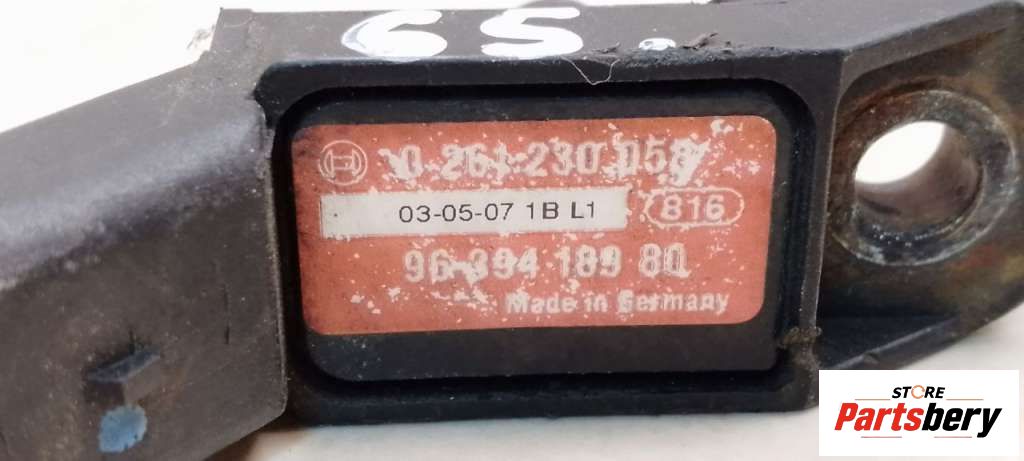 65.
0 261 230 058
03-05-07 1B L1
816
96 394 189 80
Made in Germany
STORE
Partsbery